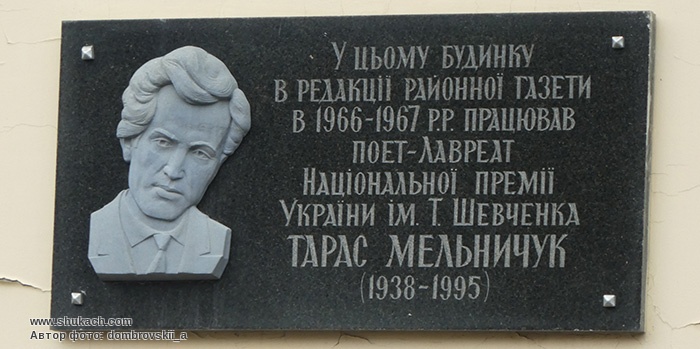 У цьому будинку
в редакції районної газети
в 1966-1967 р.р. працював
поет-Лавреат
Національної премії
України ім. Т. Шевченка
ТАРАС МЕЛЬНИЧУК
(1938-1995)
www.shukach.com
Автор фото: dombrovskii_a